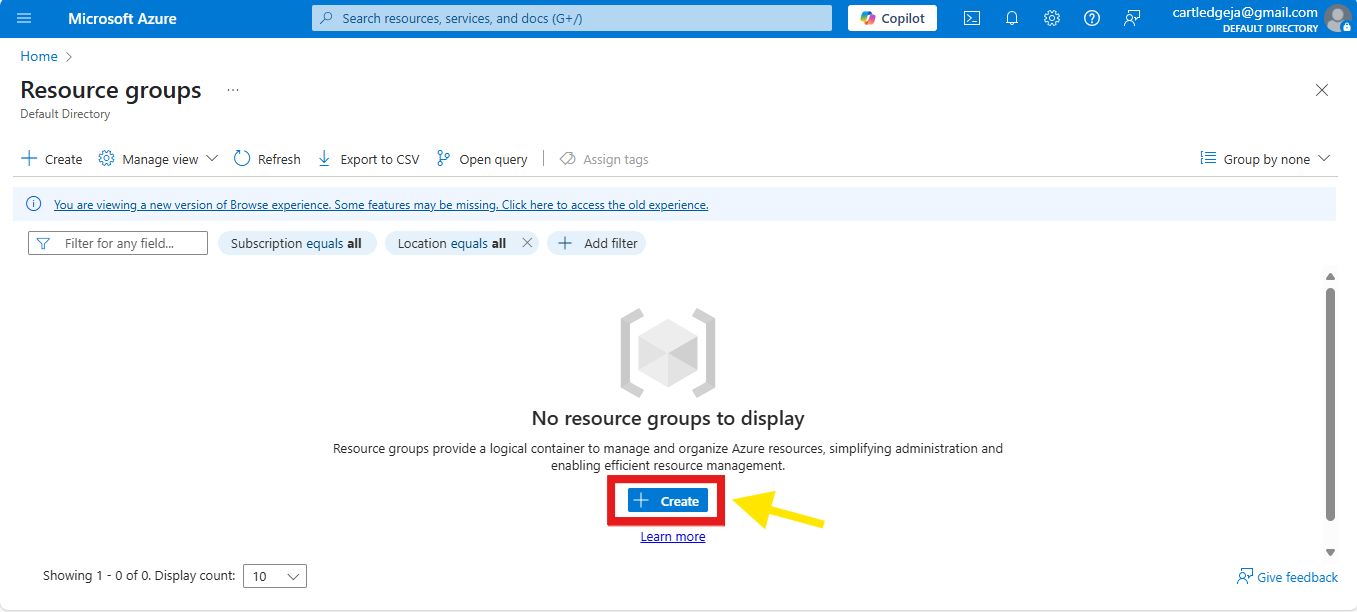 Microsoft Azure
Search resources, services, and docs (G+/)
Copilot
cartledgeja@gmail.com
DEFAULT DIRECTORY
Home
Resource groups
...
Default Directory
Create
Manage view
Refresh
Export to CSV
Open query
Assign tags
Group by none
You are viewing a new version of Browse experience. Some features may be missing. Click here to access the old experience.
Filter for any field...
Subscription equals all
Location equals all
Add filter
No resource groups to display
Resource groups provide a logical container to manage and organize Azure resources, simplifying administration and
enabling efficient resource management.
Create
Learn more
Showing 1 - 0 of 0. Display count: 10
Give feedback